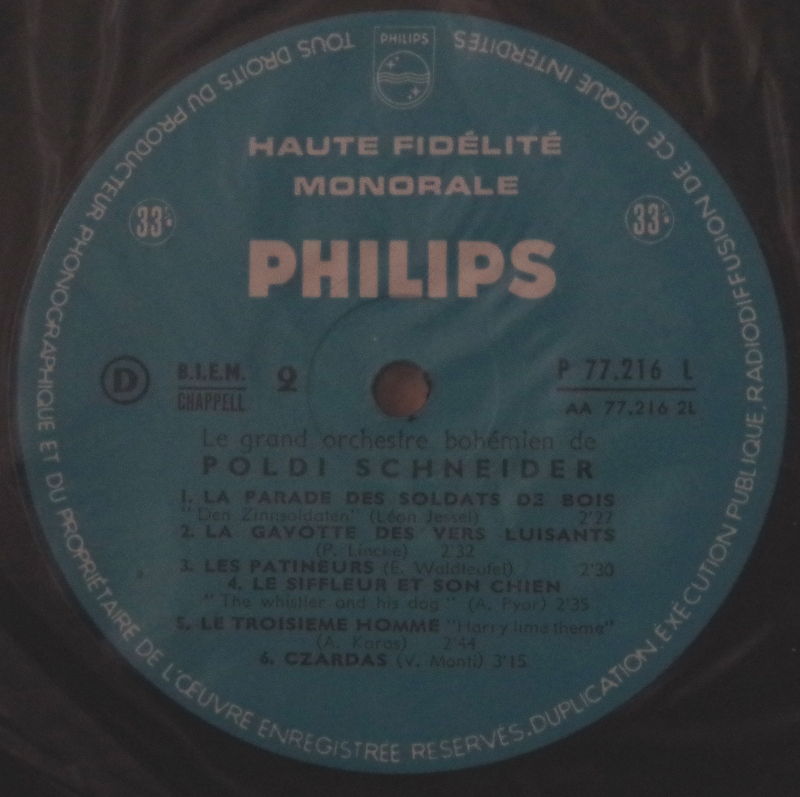 TOUS DROITS DU PRODUCTEUR PHONOGRAPHIQUE ET DU PROPRIÉTAIRE DE L'ŒUVRE ENREGISTRÉE RÉSERVÉS. DUPLICATION. EXÉCUTION PUBLIQUE, RADIODIFFUSION DE CE DISQUE INTERDITES
PHILIPS
HAUTE FIDÉLITÉ
MONORALE
33 33
PHILIPS
D B.I.E.M. 2 P 77.216 L
CHAPPELL AA 77.216 2L
Le grand orchestre bohémien de
POLDI SCHNEIDER
1. LA PARADE DES SOLDATS DE BOIS
"Den Zinnsoldaten" (Léon Jessel) 2'27
2. LA GAVOTTE DES VERS LUISANTS
(P. Lincke) 2'32
3. LES PATINEURS (E. Waldteufel) 2'30
4. LE SIFFLEUR ET SON CHIEN
"The whistler and his dog" (A. Pyor) 2'35
5. LE TROISIEME HOMME "Harry lime theme"
(A. Karas) 2'44
6. CZARDAS (V. Monti) 3'15